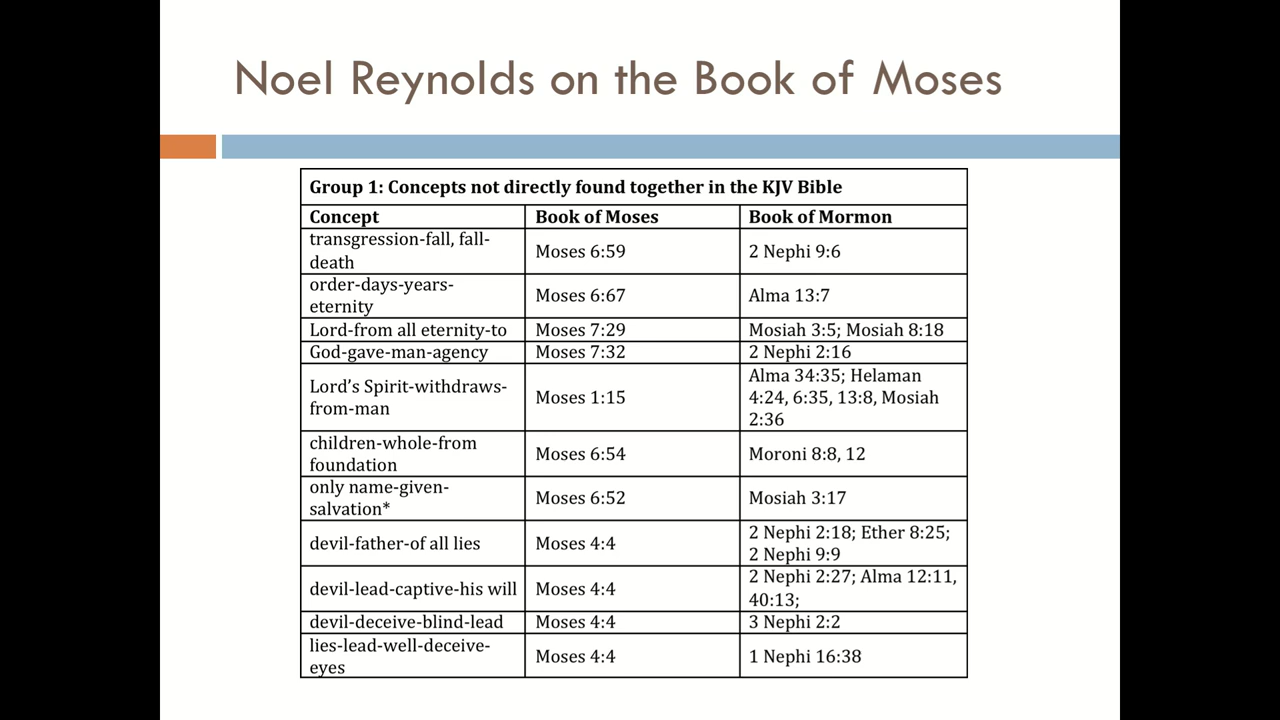 Noel Reynolds on the Book of Moses
Group 1: Concepts not directly found together in the KJV Bible
Concept Book of Moses Book of Mormon
transgression-fall, fall-
death Moses 6:59 2 Nephi 9:6
order-days-years-
eternity Moses 6:67 Alma 13:7
Lord-from all eternity-to Moses 7:29 Mosiah 3:5; Mosiah 8:18
God-gave-man-agency Moses 7:32 2 Nephi 2:16
Lord's Spirit-withdraws-
from-man Moses 1:15 Alma 34:35; Helaman
4:24, 6:35, 13:8, Mosiah
2:36
children-whole-from
foundation Moses 6:54 Moroni 8:8, 12
only name-given-
salvation* Moses 6:52 Mosiah 3:17
devil-father-of all lies Moses 4:4 2 Nephi 2:18; Ether 8:25;
2 Nephi 9:9
devil-lead-captive-his will Moses 4:4 2 Nephi 2:27; Alma 12:11,
40:13;
devil-deceive-blind-lead Moses 4:4 3 Nephi 2:2
lies-lead-well-deceive-
eyes Moses 4:4 1 Nephi 16:38